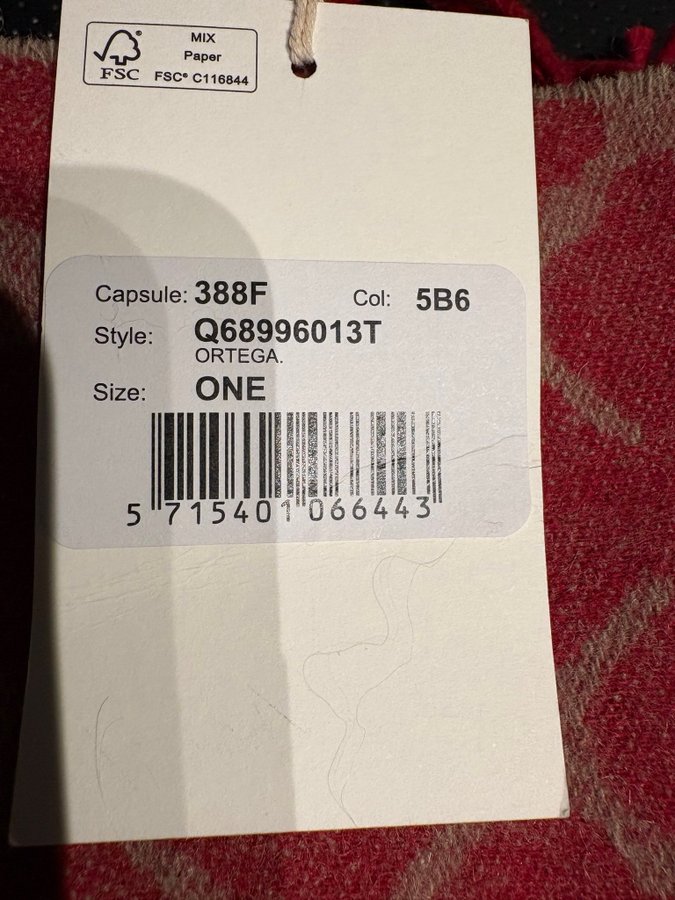 MIX
Paper
FSC® FSC® C116844
Capsule: 388F Col: 5B6
Style: Q68996013T
ORTEGA.
Size: ONE
5 715401 066443